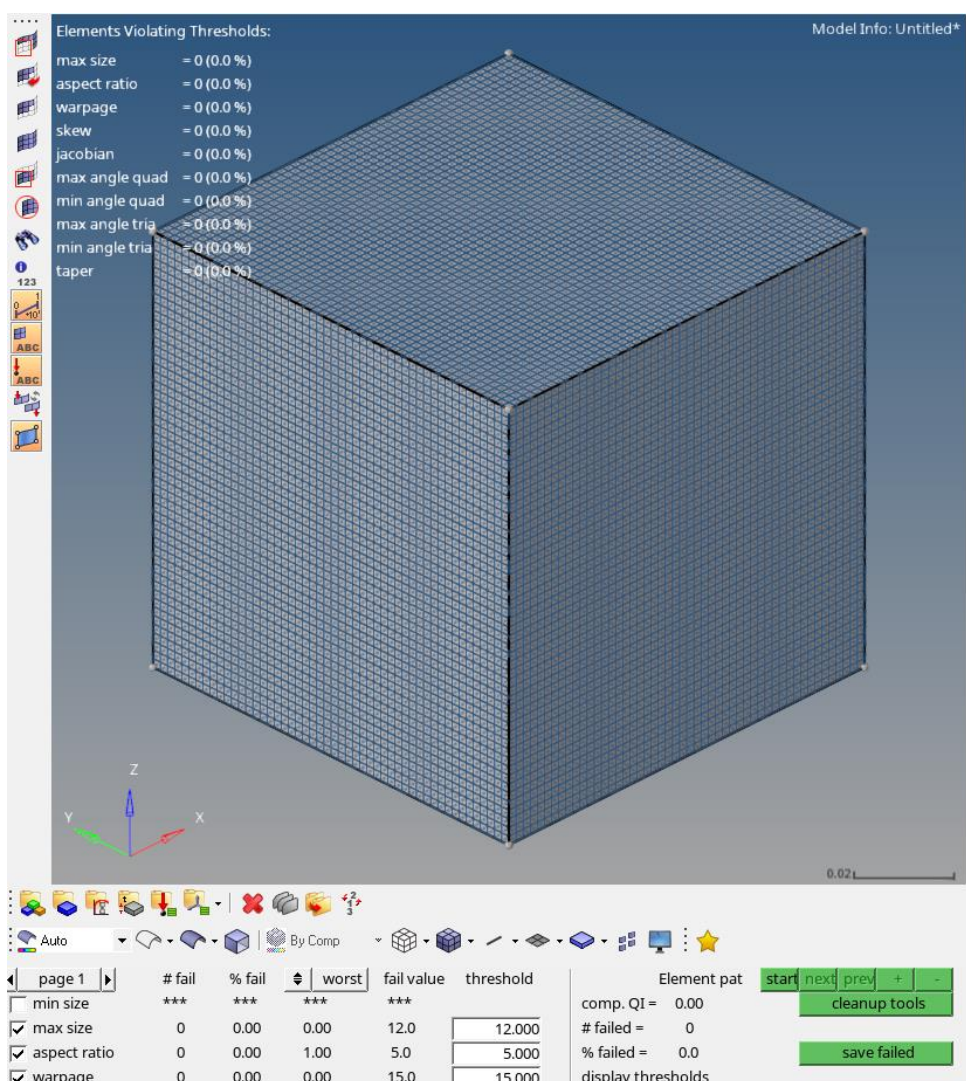 Elements Violating Thresholds:
Model Info: Untitled*
max size = 0 (0.0 %)
aspect ratio = 0 (0.0 %)
warpage = 0 (0.0 %)
skew = 0 (0.0 %)
jacobian = 0 (0.0 %)
max angle quad = 0 (0.0 %)
min angle quad = 0 (0.0 %)
max angle tria = 0 (0.0 %)
min angle tria = 0 (0.0 %)
taper = 0 (0.0 %)
123
0 1
+10'
ABC
ABC
Z
Y X
0.02
1 2 3
Auto By Comp
page 1 # fail % fail worst fail value threshold Element pat start next prev + -
min size *** *** *** *** comp. QI = 0.00 cleanup tools
max size 0 0.00 0.00 12.0 12.000 # failed = 0
aspect ratio 0 0.00 1.00 5.0 5.000 % failed = 0.0 save failed
warpage 0 0.00 0.00 15.0 15.000 display thresholds